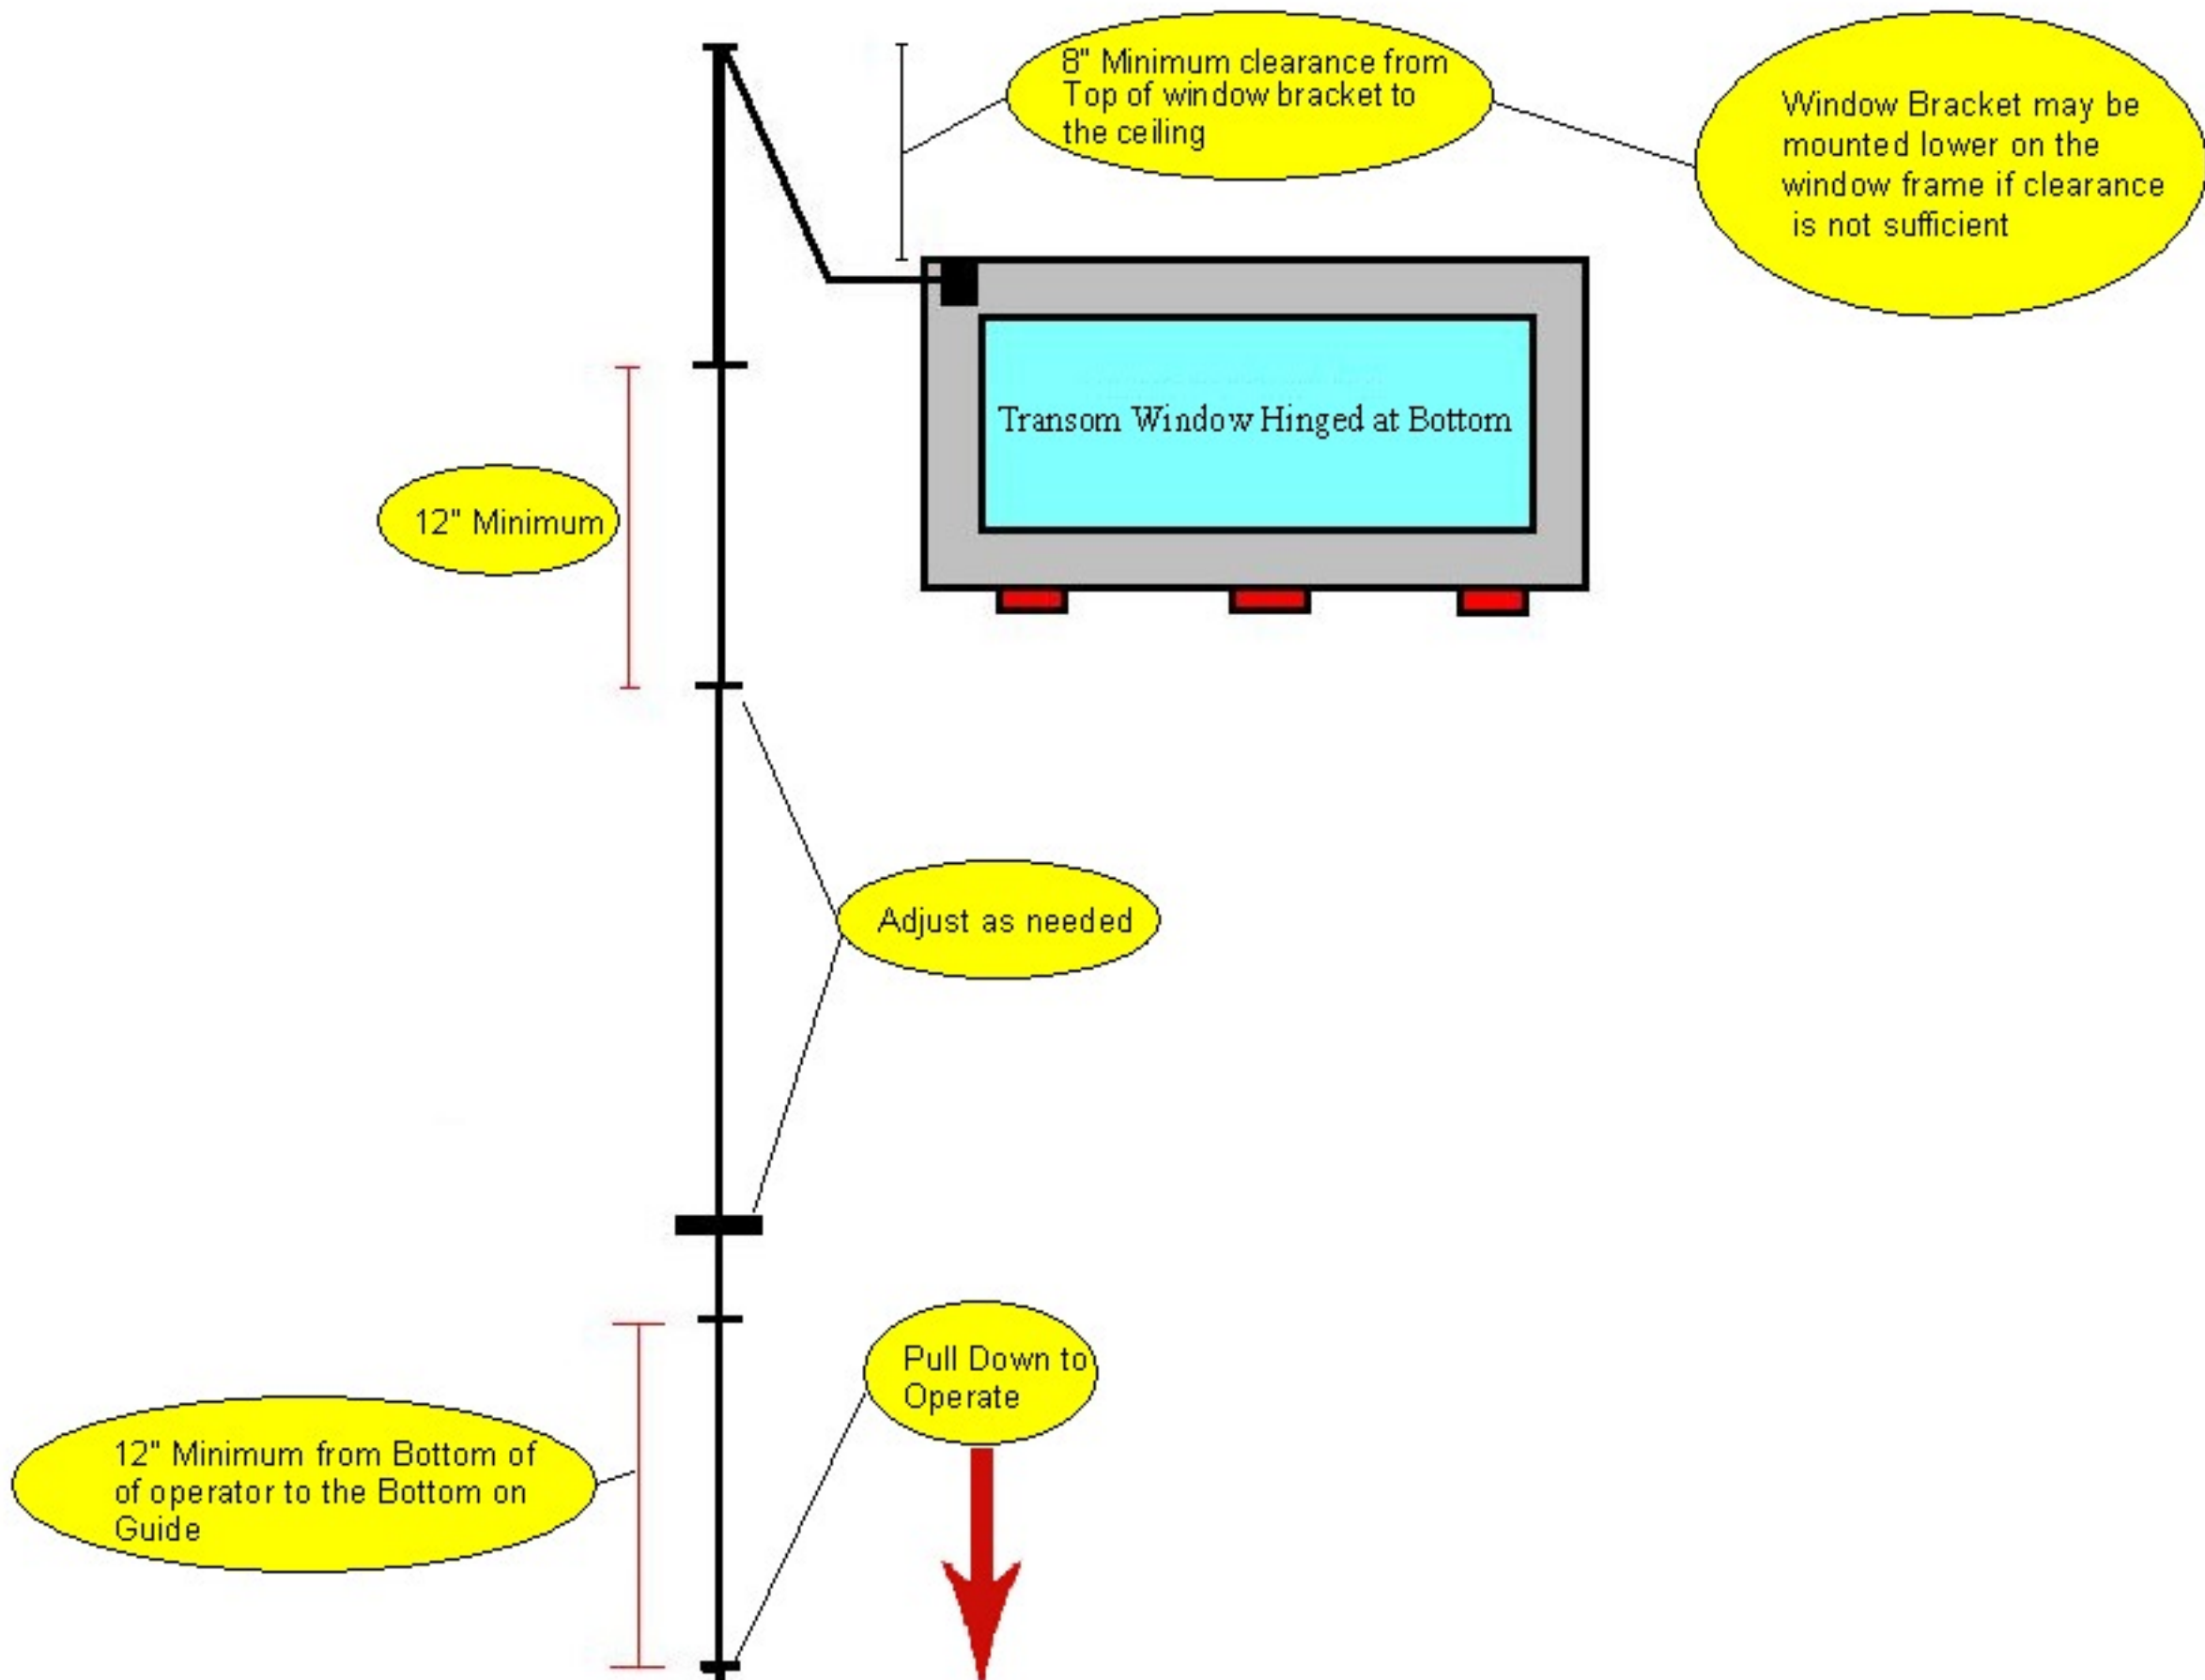 8" Minimum clearance from
Top of window bracket to
the ceiling
Window Bracket may be
mounted lower on the
window frame if clearance
is not sufficient
Transom Window Hinged at Bottom
12" Minimum
Adjust as needed
Pull Down to
Operate
12" Minimum from Bottom of
of operator to the Bottom on
Guide